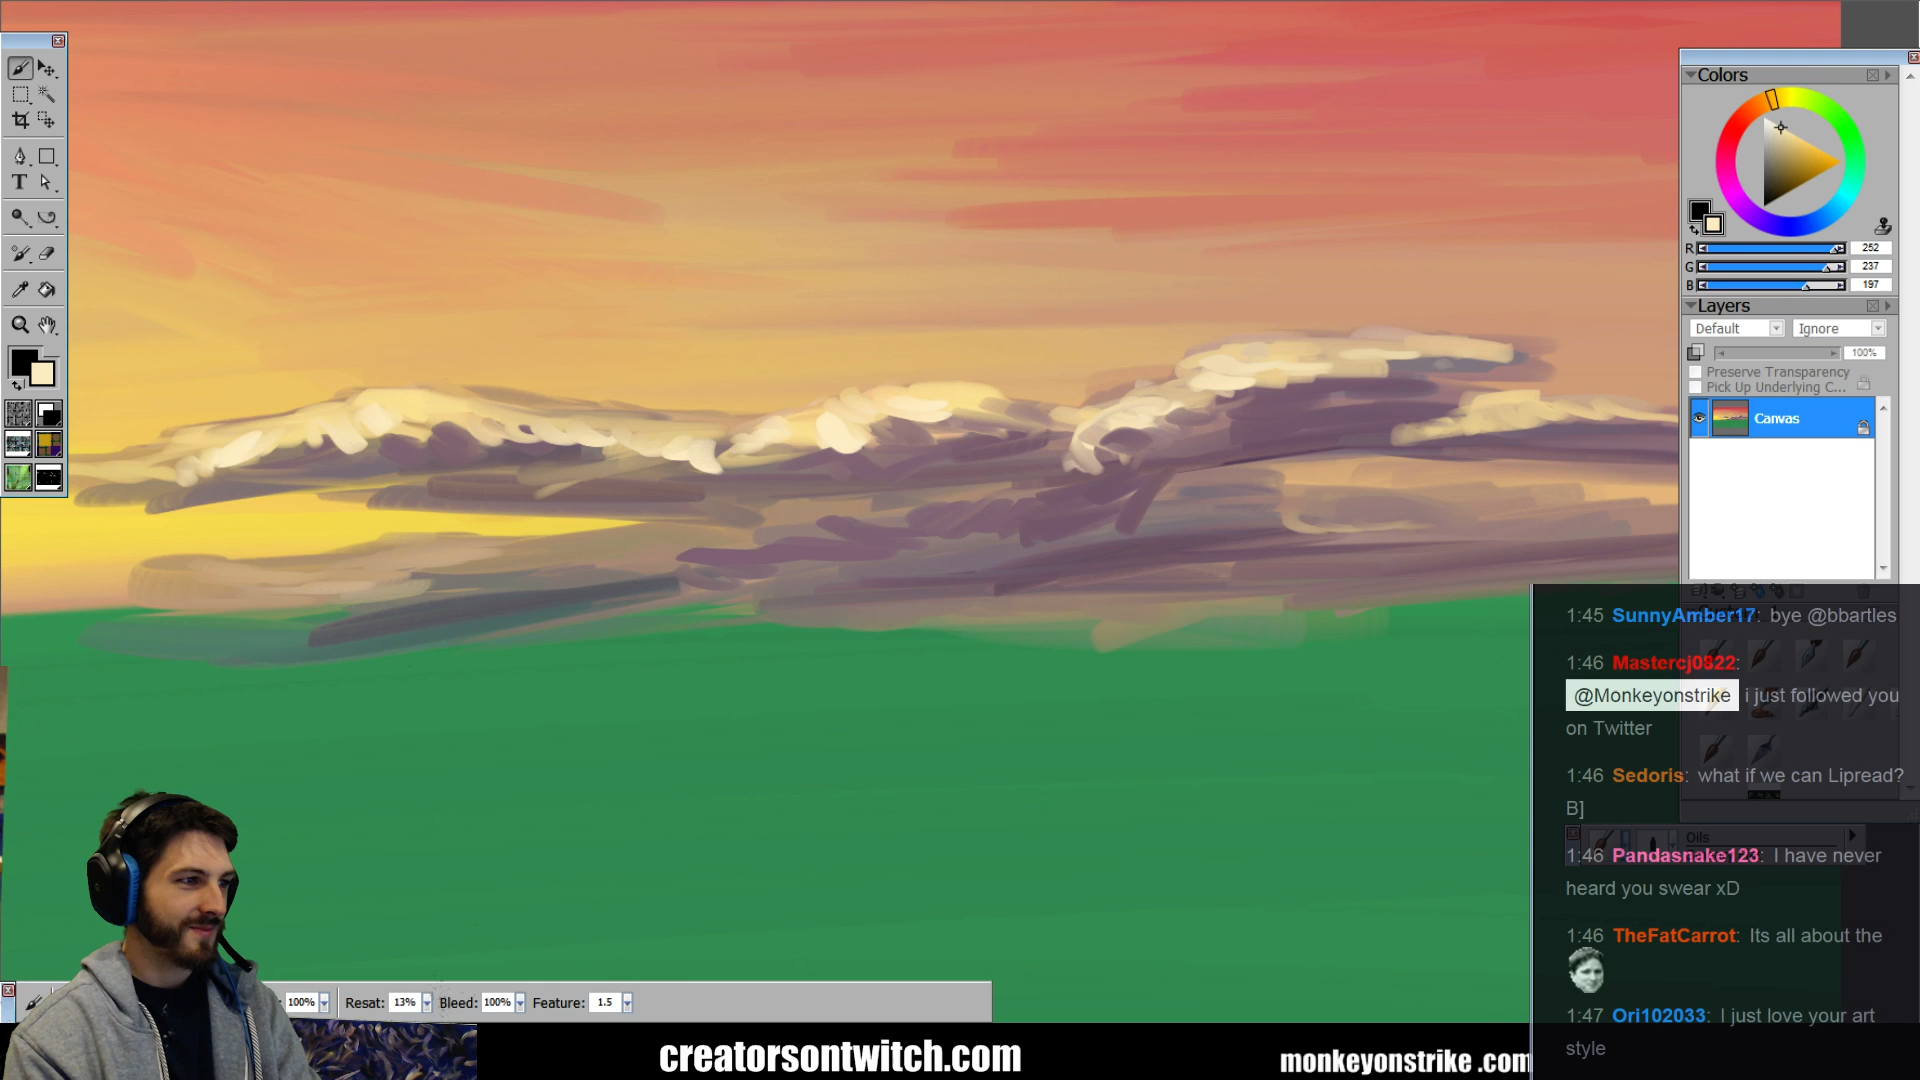 Colors
R 252
G 237
B 197
Layers
Default Ignore
100%
Preserve Transparency
Pick Up Underlying C...
Canvas
T
1:45 SunnyAmber17: bye @bbartles
1:46 Mastercj0822:
@Monkeyonstrike i just followed you
on Twitter
1:46 Sedoris: what if we can Lipread?
B]
Oils
1:46 Pandasnake123: I have never
heard you swear xD
1:46 TheFatCarrot: Its all about the
1:47 Ori102033: I just love your art
style
100% Resat: 13% Bleed: 100% Feature: 1.5
creatorsontwitch.com
monkeyonstrike .com